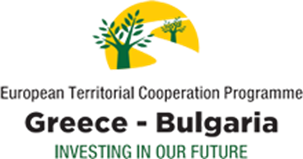 European Territorial Cooperation Programme
Greece - Bulgaria
INVESTING IN OUR FUTURE